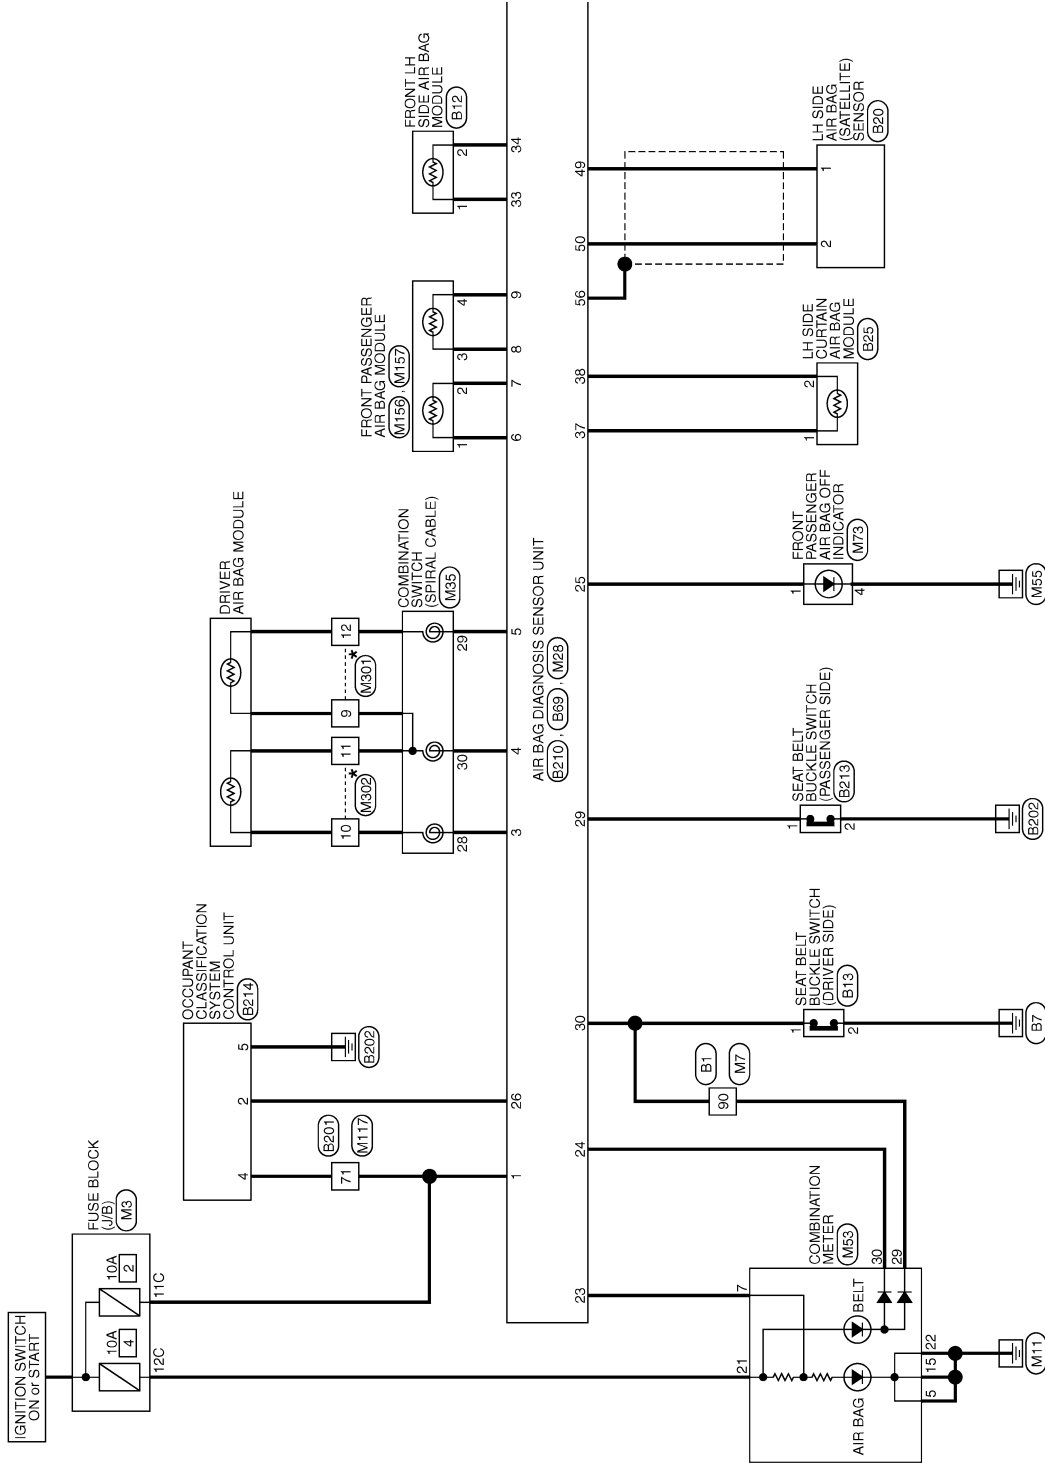 IGNITION SWITCH
ON or START
FUSE BLOCK
(J/B)
M3
10A
2
10A
4
11C
12C
OCCUPANT
CLASSIFICATION
SYSTEM
CONTROL UNIT
B214
4
2
5
B202
B201
M117
71
1
26
DRIVER
AIR BAG MODULE
10
11
9
12
M302
*
M301
*
COMBINATION
SWITCH
(SPIRAL CABLE)
M35
28
30
29
3
4
5
FRONT PASSENGER
AIR BAG MODULE
M156 , M157
1
2
3
4
6
7
8
9
FRONT LH
SIDE AIR BAG
MODULE
B12
1
2
33
34
AIR BAG DIAGNOSIS SENSOR UNIT
B210 , B69 , M28
23
24
30
29
25
37
38
56
50
49
COMBINATION
METER
M53
21
7
30
29
BELT
AIR BAG
5
15
22
M11
B1
M7
90
SEAT BELT
BUCKLE SWITCH
(DRIVER SIDE)
B13
1
2
B7
SEAT BELT
BUCKLE SWITCH
(PASSENGER SIDE)
B213
1
2
B202
FRONT
PASSENGER
AIR BAG OFF
INDICATOR
M73
1
4
M55
LH SIDE
CURTAIN
AIR BAG
MODULE
B25
1
2
LH SIDE
AIR BAG
(SATELLITE)
SENSOR
B20
2
1